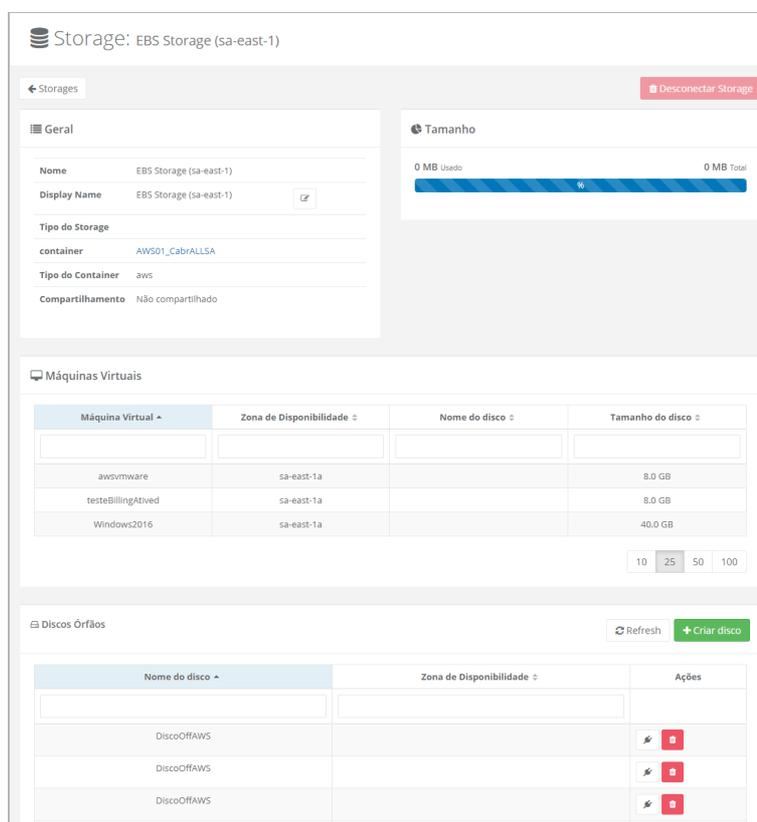 Storage: EBS Storage (sa-east-1)
Storages
Desconectar Storage
Geral
Nome EBS Storage (sa-east-1)
Display Name EBS Storage (sa-east-1)
Tipo do Storage
container AWS01_CabrALLSA
Tipo do Container aws
Compartilhamento Não compartilhado
Tamanho
0 MB Usado 0 MB Total
%
Máquinas Virtuais
Máquina Virtual Zona de Disponibilidade Nome do disco Tamanho do disco
awsvmware sa-east-1a 8.0 GB
testeBillingAtived sa-east-1a 8.0 GB
Windows2016 sa-east-1a 40.0 GB
10 25 50 100
Discos Órfãos
Refresh + Criar disco
Nome do disco Zona de Disponibilidade Ações
DiscoOffAWS
DiscoOffAWS
DiscoOffAWS